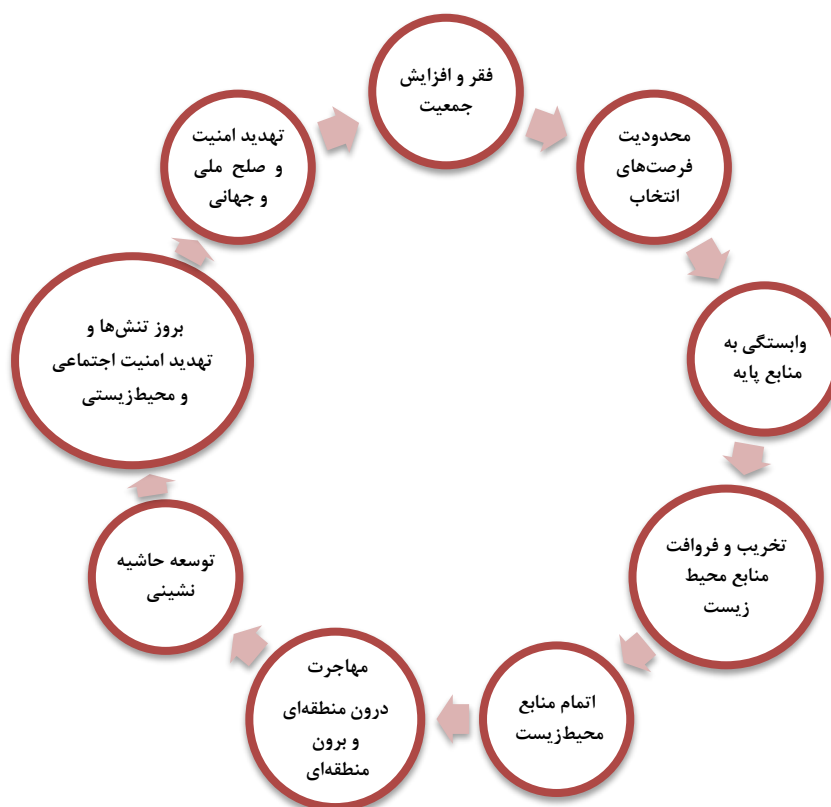 فقر و افزایش
جمعیت
محدودیت
فرصت‌های
انتخاب
وابستگی به
منابع پایه
تخریب و فروافت
منابع محیط
زیست
اتمام منابع
محیط‌زیست
مهاجرت
درون منطقه‌ای
و برون
منطقه‌ای
توسعه حاشیه
نشینی
بروز تنش‌ها و
تهدید امنیت اجتماعی
و محیط‌زیستی
تهدید امنیت
و صلح ملی
و جهانی